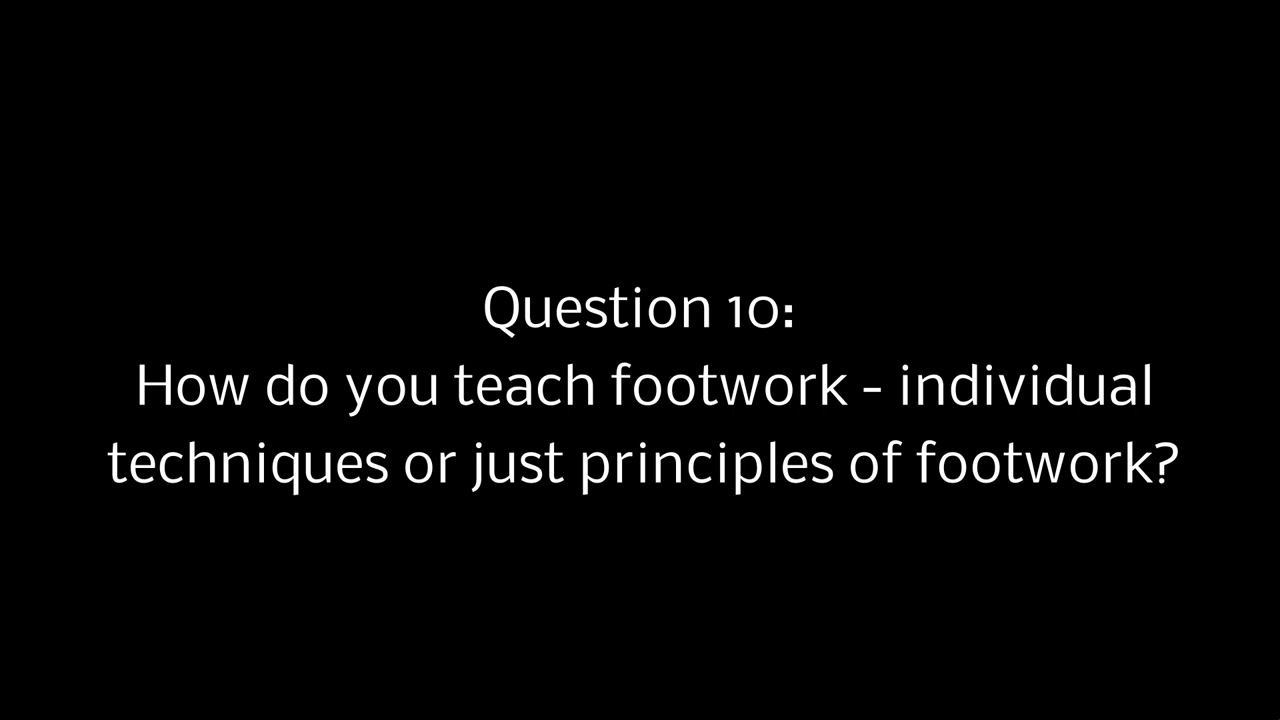 Question 10:
How do you teach footwork - individual
techniques or just principles of footwork?